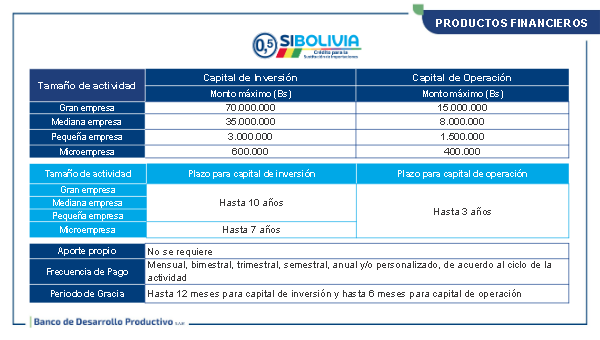 PRODUCTOS FINANCIEROS
0,5 SIBOLIVIA
Crédito para la
Sustitución de Importaciones
Tamaño de actividad
Capital de Inversión
Capital de Operación
Monto máximo (Bs)
Monto máximo (Bs)
Gran empresa 70.000.000 15.000.000
Mediana empresa 35.000.000 8.000.000
Pequeña empresa 3.000.000 1.500.000
Microempresa 600.000 400.000
Tamaño de actividad Plazo para capital de inversión Plazo para capital de operación
Gran empresa
Mediana empresa
Pequeña empresa
Hasta 10 años
Hasta 3 años
Microempresa Hasta 7 años
Aporte propio No se requiere
Frecuencia de Pago Mensual, bimestral, trimestral, semestral, anual y/o personalizado, de acuerdo al ciclo de la
actividad
Periodo de Gracia Hasta 12 meses para capital de inversión y hasta 6 meses para capital de operación
Banco de Desarrollo Productivo S.A.M.